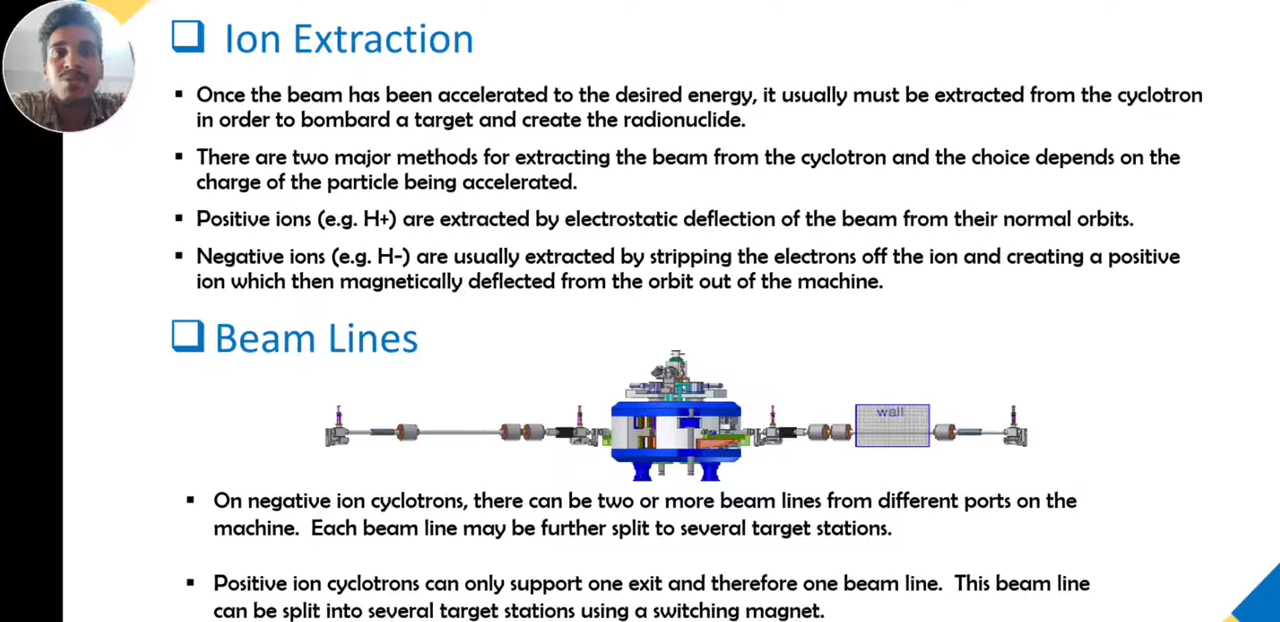 Ion Extraction
Once the beam has been accelerated to the desired energy, it usually must be extracted from the cyclotron
in order to bombard a target and create the radionuclide.
There are two major methods for extracting the beam from the cyclotron and the choice depends on the
charge of the particle being accelerated.
Positive ions (e.g. H+) are extracted by electrostatic deflection of the beam from their normal orbits.
Negative ions (e.g. H-) are usually extracted by stripping the electrons off the ion and creating a positive
ion which then magnetically deflected from the orbit out of the machine.
Beam Lines
wall
On negative ion cyclotrons, there can be two or more beam lines from different ports on the
machine. Each beam line may be further split to several target stations.
Positive ion cyclotrons can only support one exit and therefore one beam line. This beam line
can be split into several target stations using a switching magnet.